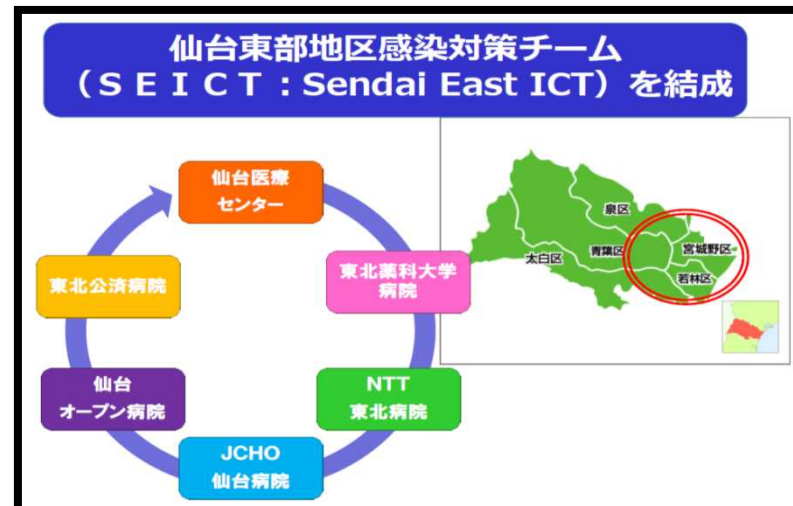 仙台東部地区感染対策チーム
（ＳＥＩＣＴ：Sendai East ICT）を結成
仙台医療
センター
東北薬科大学
病院
NTT
東北病院
JCHO
仙台病院
仙台
オープン病院
東北公済病院
泉区
宮城野区
青葉区
太白区
若林区